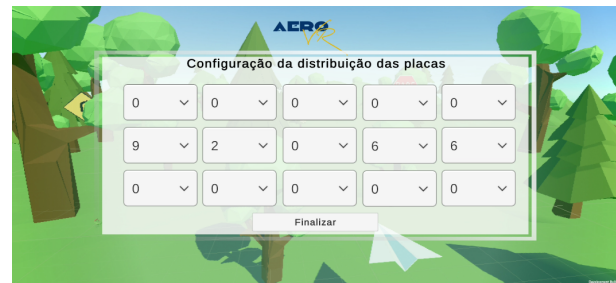 AERO
VR
Configuração da distribuição das placas
0 0 0 0 0
9 2 0 6 6
0 0 0 0 0
Finalizar